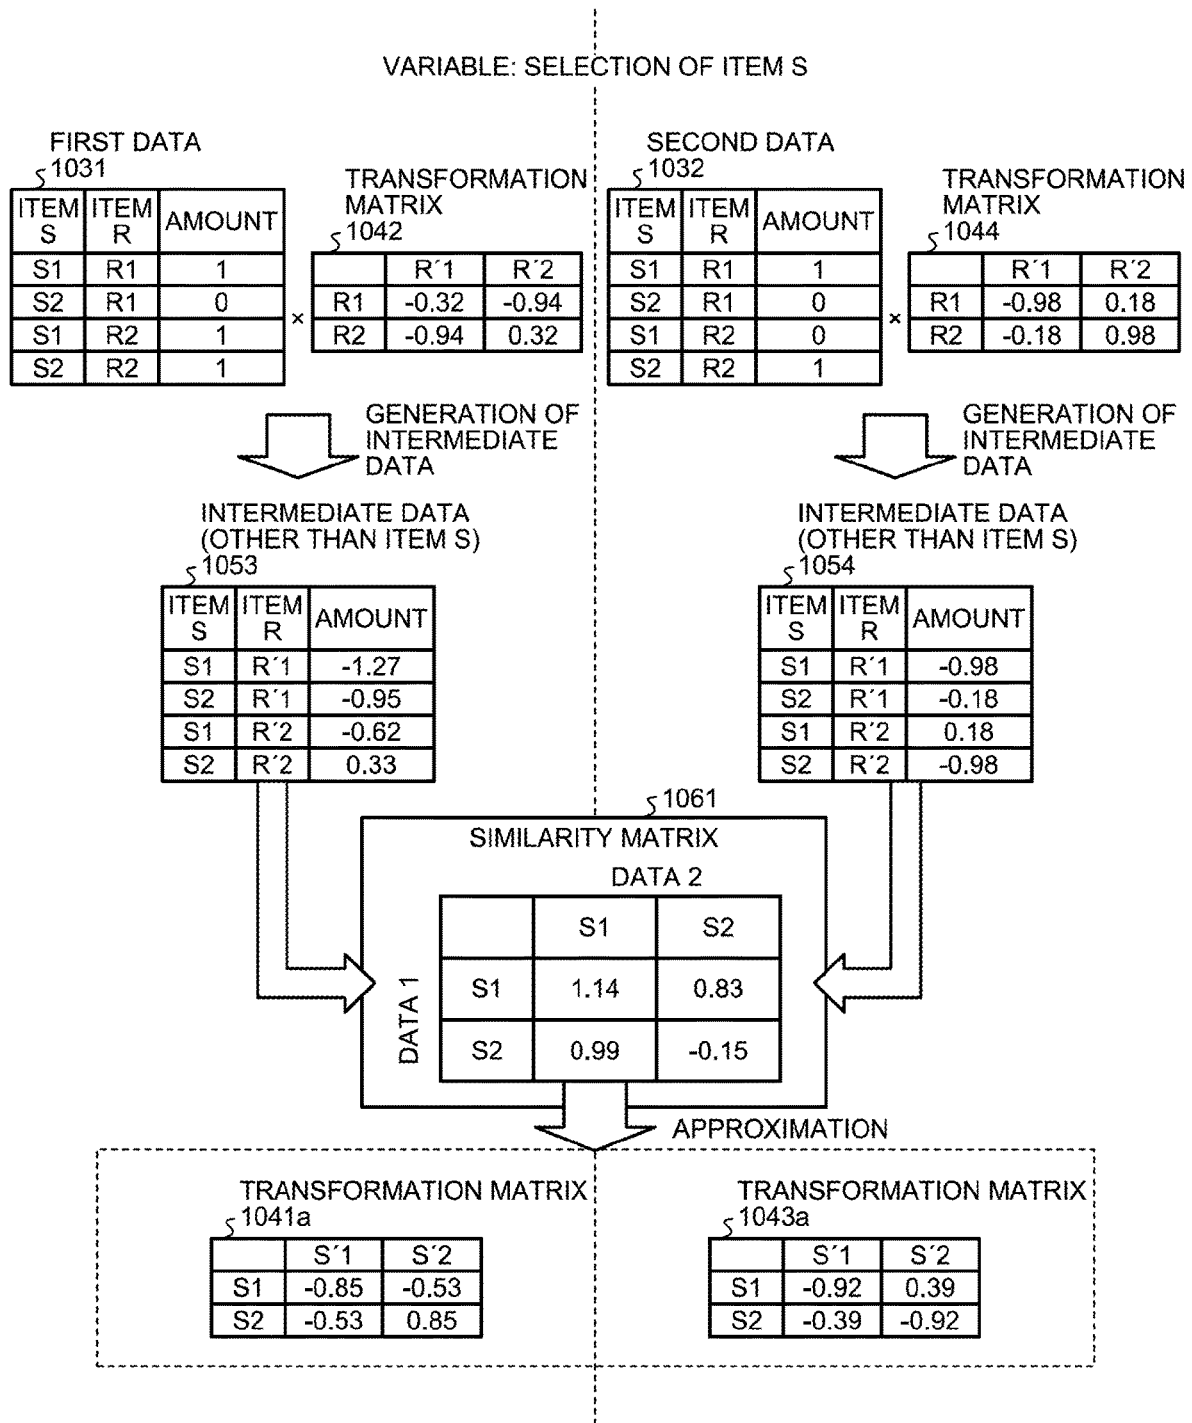 VARIABLE: SELECTION OF ITEM S
FIRST DATA
1031
ITEM S ITEM R AMOUNT
S1 R1 1
S2 R1 0
S1 R2 1
S2 R2 1
×
TRANSFORMATION
MATRIX
1042
R´1 R´2
R1 -0.32 -0.94
R2 -0.94 0.32
SECOND DATA
1032
ITEM S ITEM R AMOUNT
S1 R1 1
S2 R1 0
S1 R2 0
S2 R2 1
×
TRANSFORMATION
MATRIX
1044
R´1 R´2
R1 -0.98 0.18
R2 -0.18 0.98
GENERATION OF
INTERMEDIATE
DATA
GENERATION OF
INTERMEDIATE
DATA
INTERMEDIATE DATA
(OTHER THAN ITEM S)
1053
ITEM S ITEM R AMOUNT
S1 R´1 -1.27
S2 R´1 -0.95
S1 R´2 -0.62
S2 R´2 0.33
INTERMEDIATE DATA
(OTHER THAN ITEM S)
1054
ITEM S ITEM R AMOUNT
S1 R´1 -0.98
S2 R´1 -0.18
S1 R´2 0.18
S2 R´2 -0.98
1061
SIMILARITY MATRIX
DATA 2
DATA 1
S1 S2
S1 1.14 0.83
S2 0.99 -0.15
APPROXIMATION
TRANSFORMATION MATRIX
1041a
S´1 S´2
S1 -0.85 -0.53
S2 -0.53 0.85
TRANSFORMATION MATRIX
1043a
S´1 S´2
S1 -0.92 0.39
S2 -0.39 -0.92